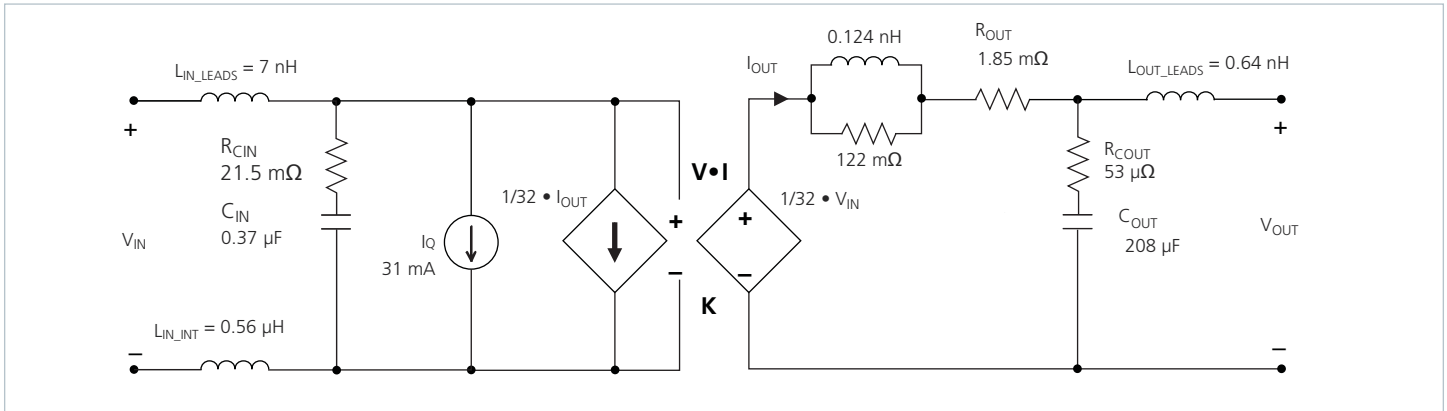 L_IN_LEADS = 7 nH
+
R_CIN
21.5 mΩ
C_IN
0.37 µF
V_IN
I_Q
31 mA
1/32 • I_OUT
L_IN_INT = 0.56 µH
–
V•I
+
–
K
+
–
1/32 • V_IN
I_OUT
0.124 nH
122 mΩ
R_OUT
1.85 mΩ
L_OUT_LEADS = 0.64 nH
R_COUT
53 µΩ
C_OUT
208 µF
+
V_OUT
–